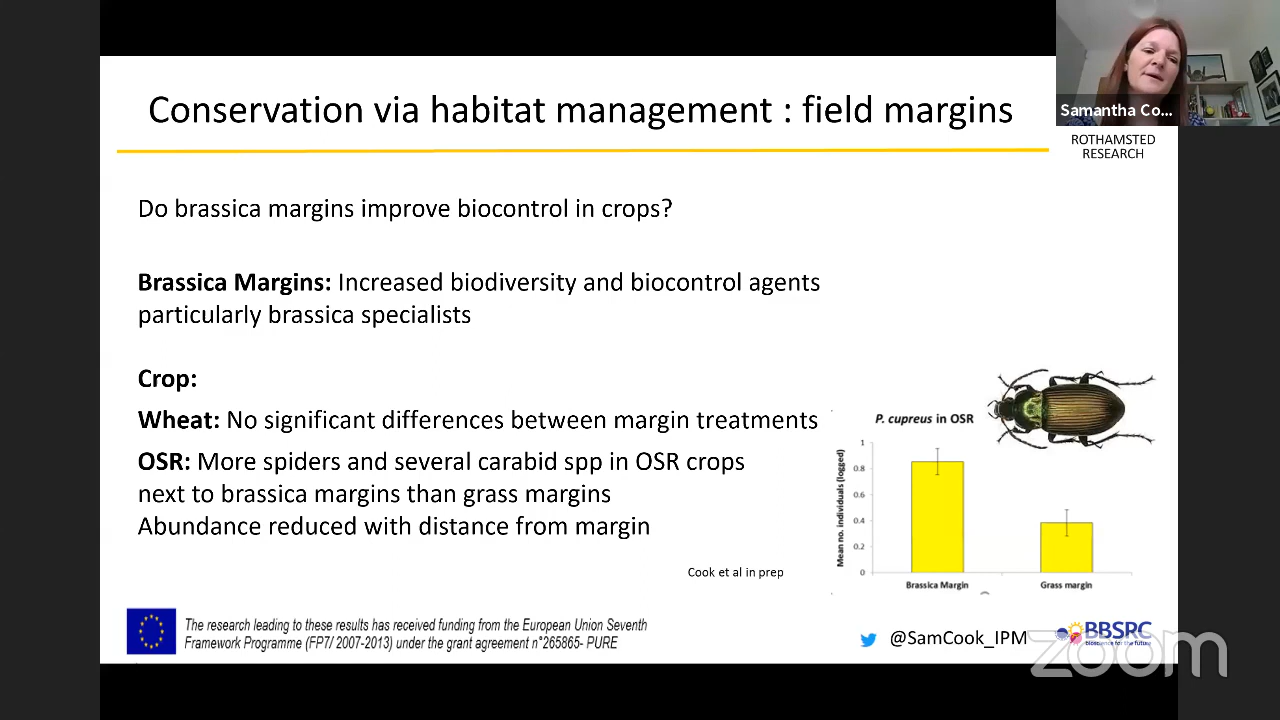 Conservation via habitat management : field margins
Samantha Co...
ROTHAMSTED
RESEARCH
Do brassica margins improve biocontrol in crops?
Brassica Margins: Increased biodiversity and biocontrol agents
particularly brassica specialists
Crop:
Wheat: No significant differences between margin treatments
OSR: More spiders and several carabid spp in OSR crops
next to brassica margins than grass margins
Abundance reduced with distance from margin
Cook et al in prep
P. cupreus in OSR
Mean no. individuals (logged)
1
0.8
0.6
0.4
0.2
0
Brassica Margin
Grass margin
The research leading to these results has received funding from the European Union Seventh
Framework Programme (FP7/ 2007-2013) under the grant agreement n°265865- PURE
@SamCook_IPM
BBSRC
bioscience for the future
zoom